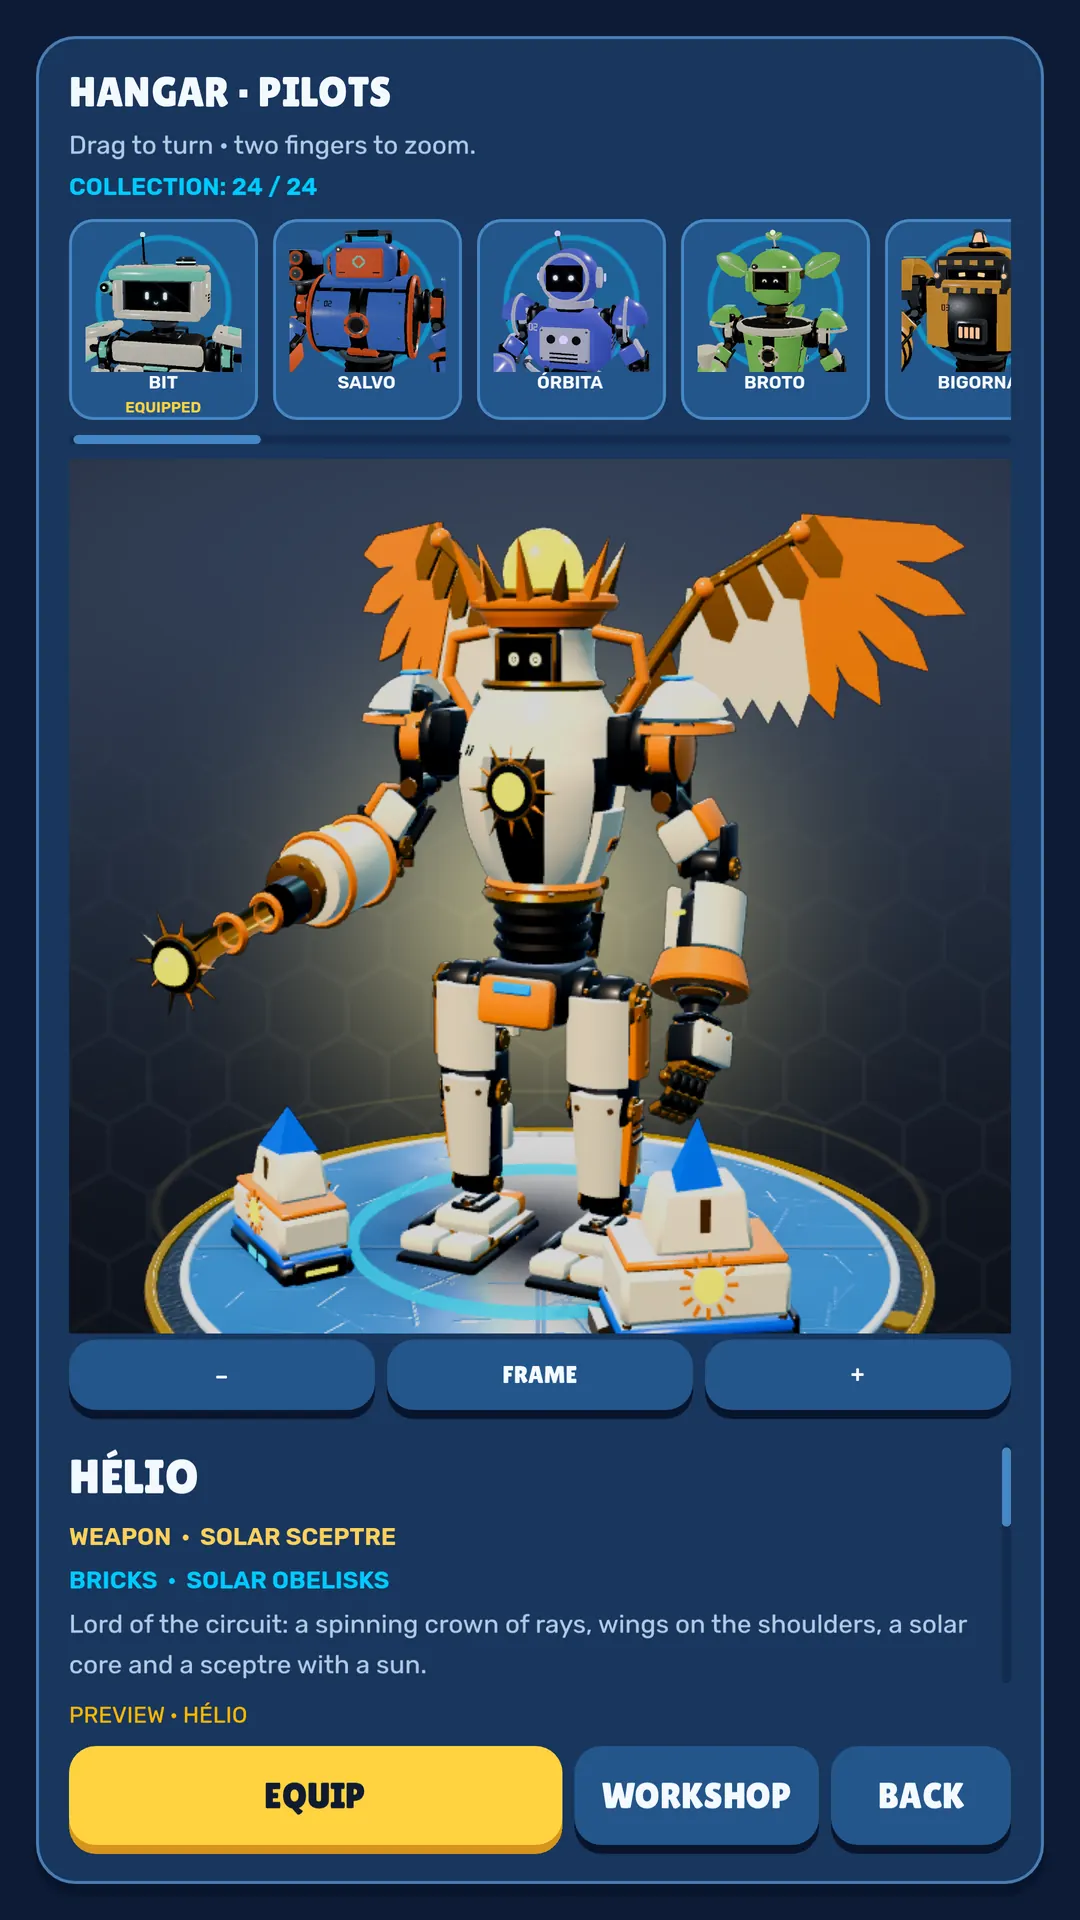 HANGAR · PILOTS
Drag to turn • two fingers to zoom.
COLLECTION: 24 / 24
BIT
EQUIPPED
SALVO
ÓRBITA
BROTO
BIGORNA
–
FRAME
+
HÉLIO
WEAPON • SOLAR SCEPTRE
BRICKS • SOLAR OBELISKS
Lord of the circuit: a spinning crown of rays, wings on the shoulders, a solar
core and a sceptre with a sun.
PREVIEW • HÉLIO
EQUIP
WORKSHOP
BACK